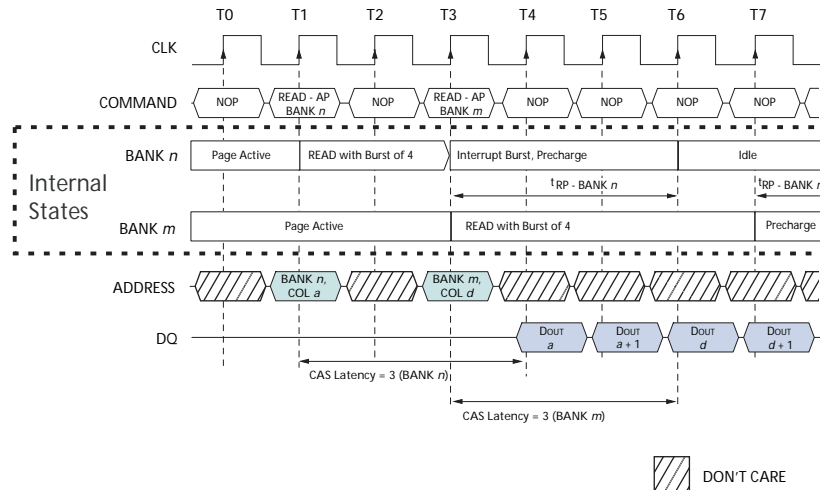 T0 T1 T2 T3 T4 T5 T6 T7
CLK
COMMAND NOP READ - AP BANK n NOP READ - AP BANK m NOP NOP NOP NOP
Internal States
BANK n Page Active READ with Burst of 4 Interrupt Burst, Precharge Idle
tRP - BANK n tRP - BANK n
BANK m Page Active READ with Burst of 4 Precharge
ADDRESS BANK n, COL a BANK m, COL d
DQ DOUT a DOUT a + 1 DOUT d DOUT d + 1
CAS Latency = 3 (BANK n)
CAS Latency = 3 (BANK m)
DON'T CARE